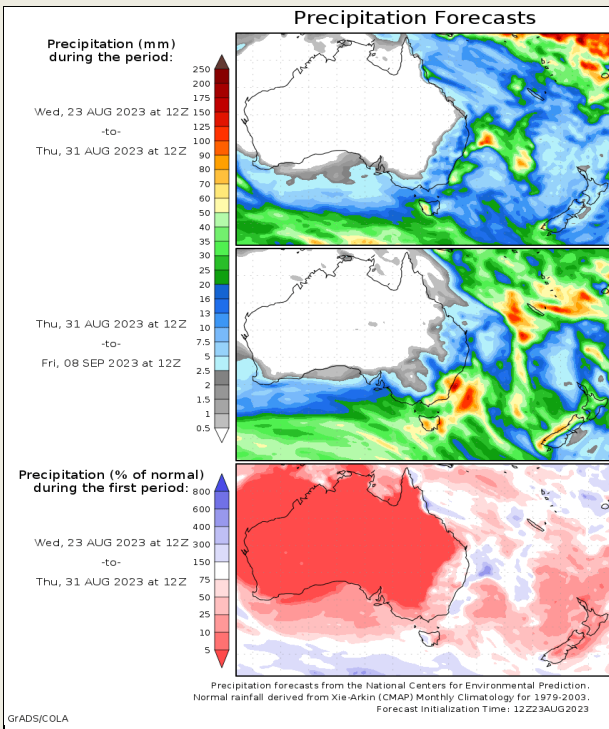 Precipitation Forecasts
Precipitation (mm)
during the period:
Wed, 23 AUG 2023 at 12Z
-to-
Thu, 31 AUG 2023 at 12Z
250
200
175
150
125
100
90
80
70
60
50
40
35
30
25
20
16
13
10
7.5
5
2.5
2
1.5
1
0.5
Thu, 31 AUG 2023 at 12Z
-to-
Fri, 08 SEP 2023 at 12Z
Precipitation (% of normal)
during the first period:
Wed, 23 AUG 2023 at 12Z
-to-
Thu, 31 AUG 2023 at 12Z
800
600
400
300
150
75
50
25
10
5
Precipitation forecasts from the National Centers for Environmental Prediction.
Normal rainfall derived from Xie-Arkin (CMAP) Monthly Climatology for 1979-2003.
Forecast Initialization Time: 12Z23AUG2023
GrADS/COLA